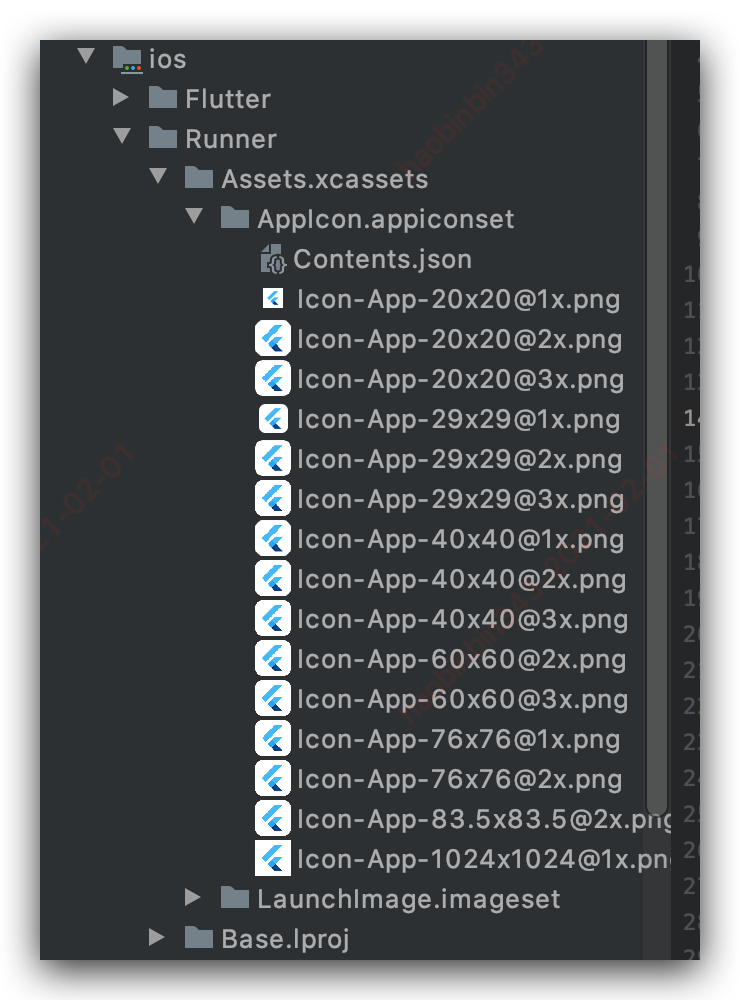 ios
Flutter
Runner
Assets.xcassets
AppIcon.appiconset
Contents.json
Icon-App-20x20@1x.png
Icon-App-20x20@2x.png
Icon-App-20x20@3x.png
Icon-App-29x29@1x.png
Icon-App-29x29@2x.png
Icon-App-29x29@3x.png
Icon-App-40x40@1x.png
Icon-App-40x40@2x.png
Icon-App-40x40@3x.png
Icon-App-60x60@2x.png
Icon-App-60x60@3x.png
Icon-App-76x76@1x.png
Icon-App-76x76@2x.png
Icon-App-83.5x83.5@2x.png
Icon-App-1024x1024@1x.pn
LaunchImage.imageset
Base.lproj